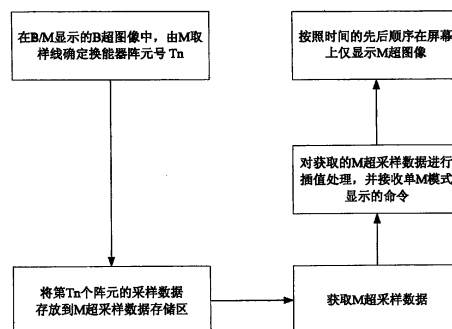 在B/M显示的B超图像中，由M取
样线确定换能器阵元号Tn
将第Tn个阵元的采样数据
存放到M超采样数据存储区
获取M超采样数据
对获取的M超采样数据进行
插值处理，并接收单M模式
显示的命令
按照时间的先后顺序在屏幕
上仅显示M超图像